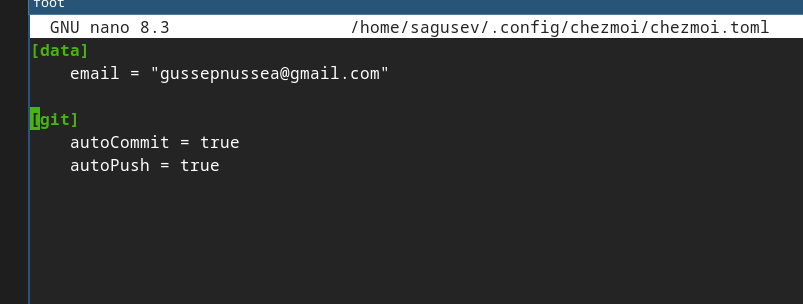 foot
GNU nano 8.3 /home/sagusev/.config/chezmoi/chezmoi.toml
[data]
email = "gussepnussea@gmail.com"
[git]
autoCommit = true
autoPush = true